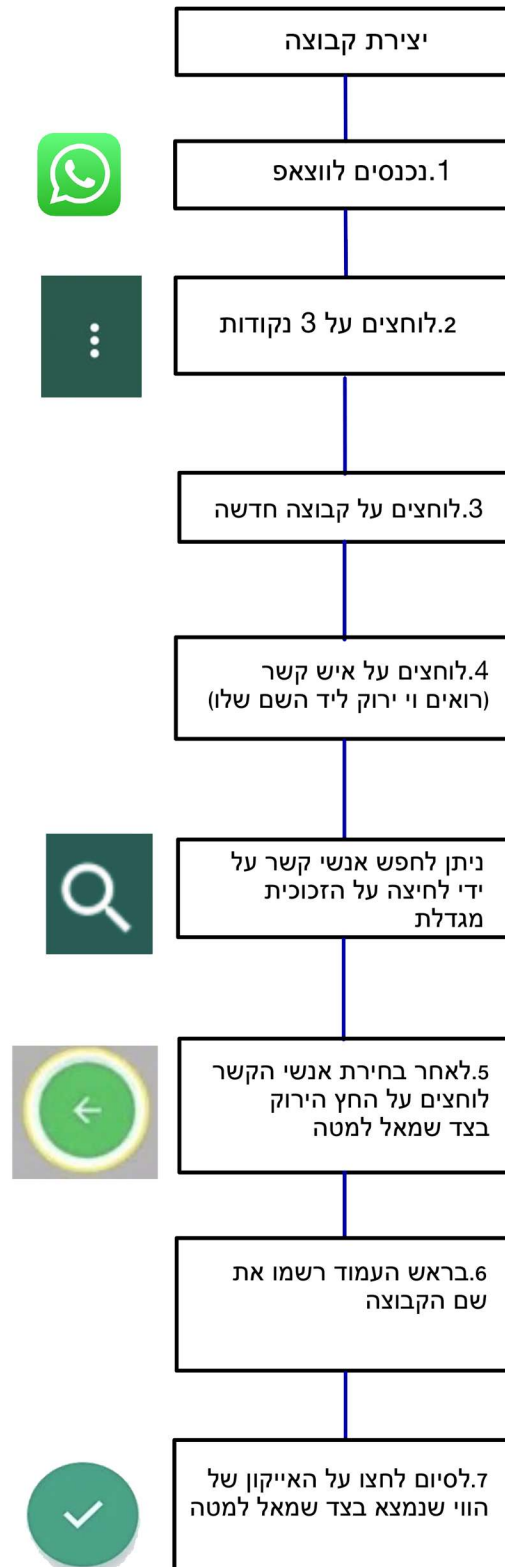 יצירת קבוצה
1.נכנסים לווצאפ
2.לוחצים על 3 נקודות
3.לוחצים על קבוצה חדשה
4.לוחצים על איש קשר
(רואים וי ירוק ליד השם שלו)
ניתן לחפש אנשי קשר על
ידי לחיצה על הזכוכית
מגדלת
5.לאחר בחירת אנשי הקשר
לוחצים על החץ הירוק
בצד שמאל למטה
6.בראש העמוד רשמו את
שם הקבוצה
7.לסיום לחצו על האייקון של
הווי שנמצא בצד שמאל למטה